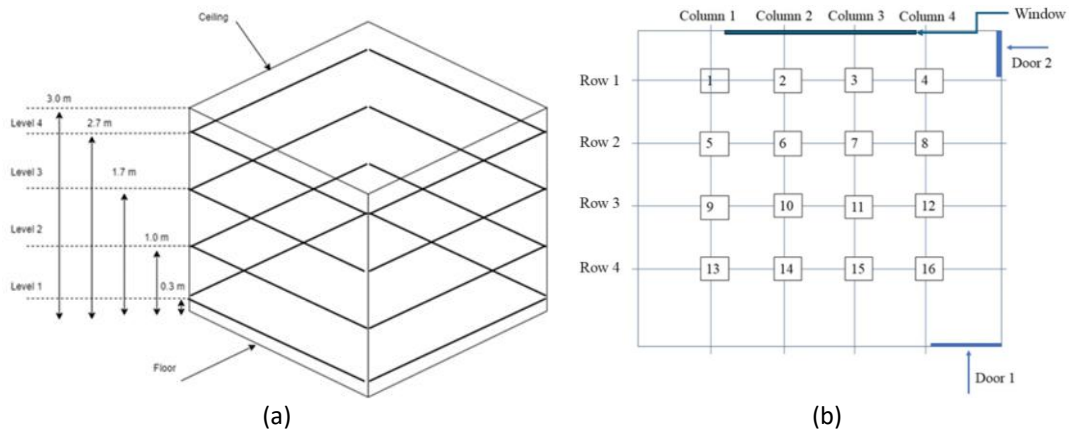 Ceiling
3.0 m
Level 4
2.7 m
Level 3
1.7 m
Level 2
1.0 m
Level 1
0.3 m
Floor
(a)
Column 1 Column 2 Column 3 Column 4
Window
Door 2
Row 1
1 2 3 4
Row 2
5 6 7 8
Row 3
9 10 11 12
Row 4
13 14 15 16
Door 1
(b)